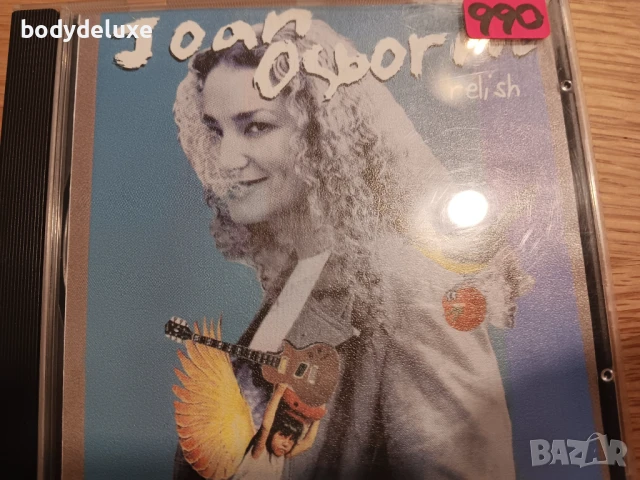 bodydeluxe
990
Joan
Osborne
relish
BAZAR